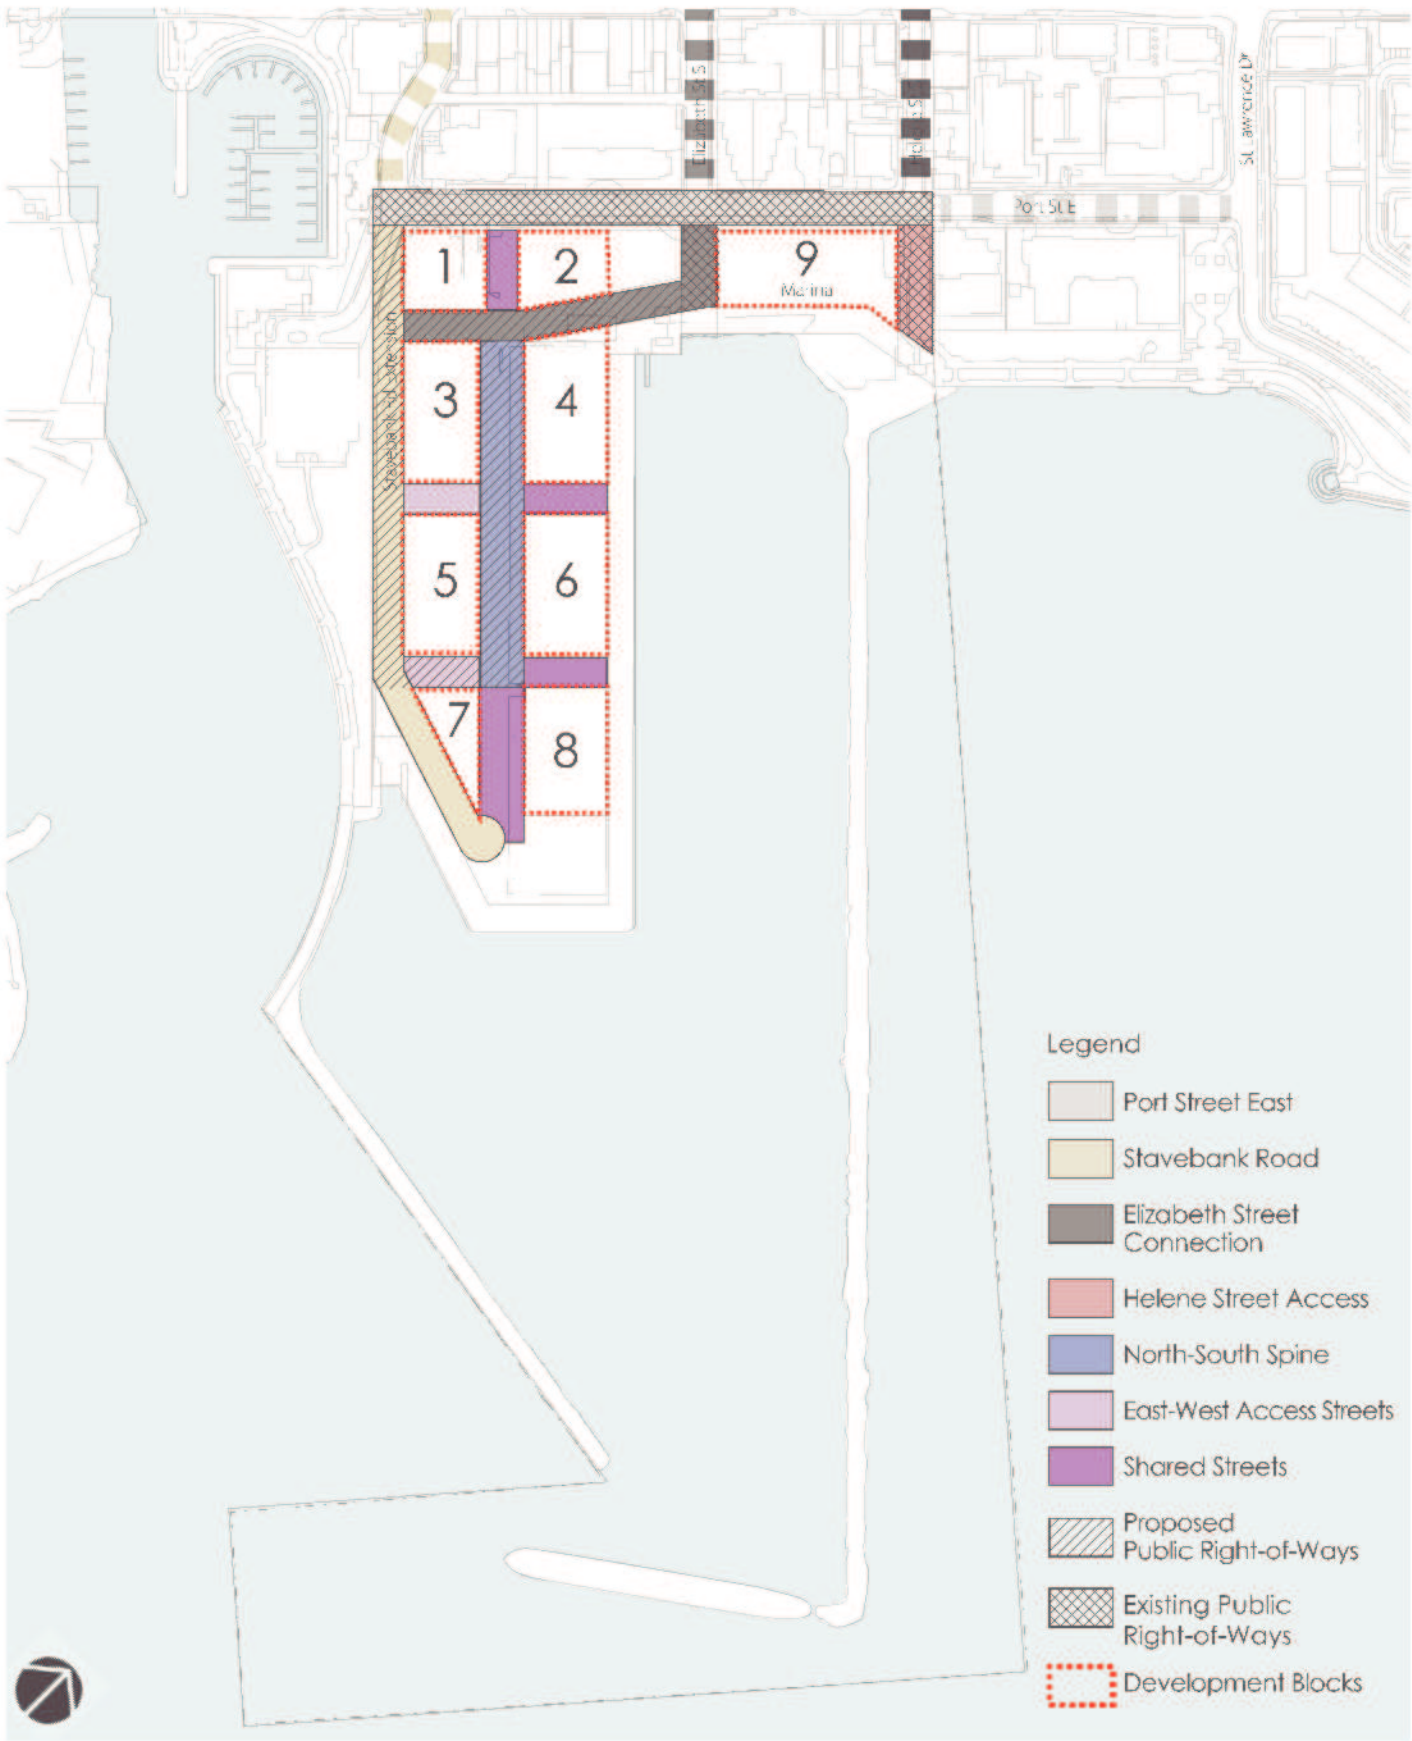 Elizabeth St S
St Lawrence Dr
Port St E
1
2
9
Marina
3
4
5
6
7
8
Legend
Port Street East
Stavebank Road
Elizabeth Street
Connection
Helene Street Access
North-South Spine
East-West Access Streets
Shared Streets
Proposed
Public Right-of-Ways
Existing Public
Right-of-Ways
Development Blocks